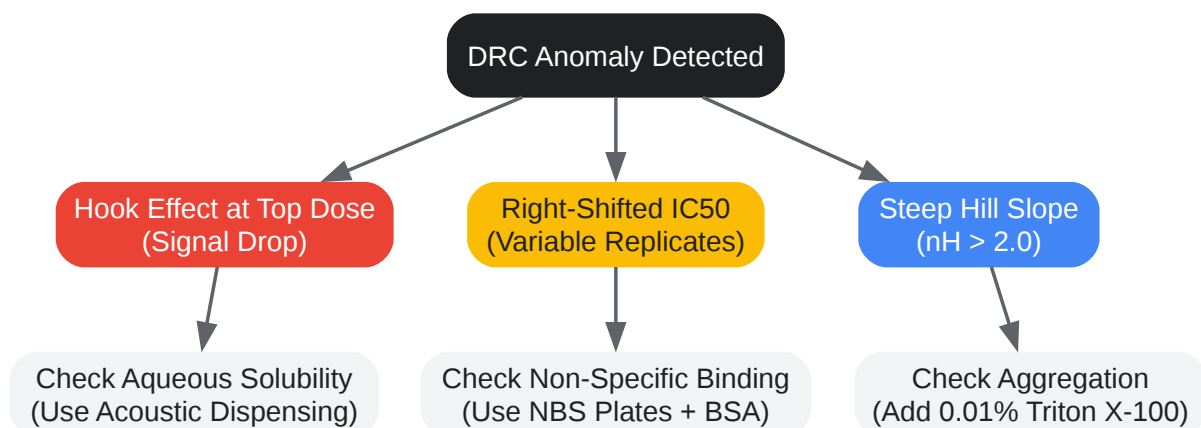 DRC Anomaly Detected
Hook Effect at Top Dose
(Signal Drop)
Right-Shifted IC50
(Variable Replicates)
Steep Hill Slope
(nH > 2.0)
Check Aqueous Solubility
(Use Acoustic Dispensing)
Check Non-Specific Binding
(Use NBS Plates + BSA)
Check Aggregation
(Add 0.01% Triton X-100)